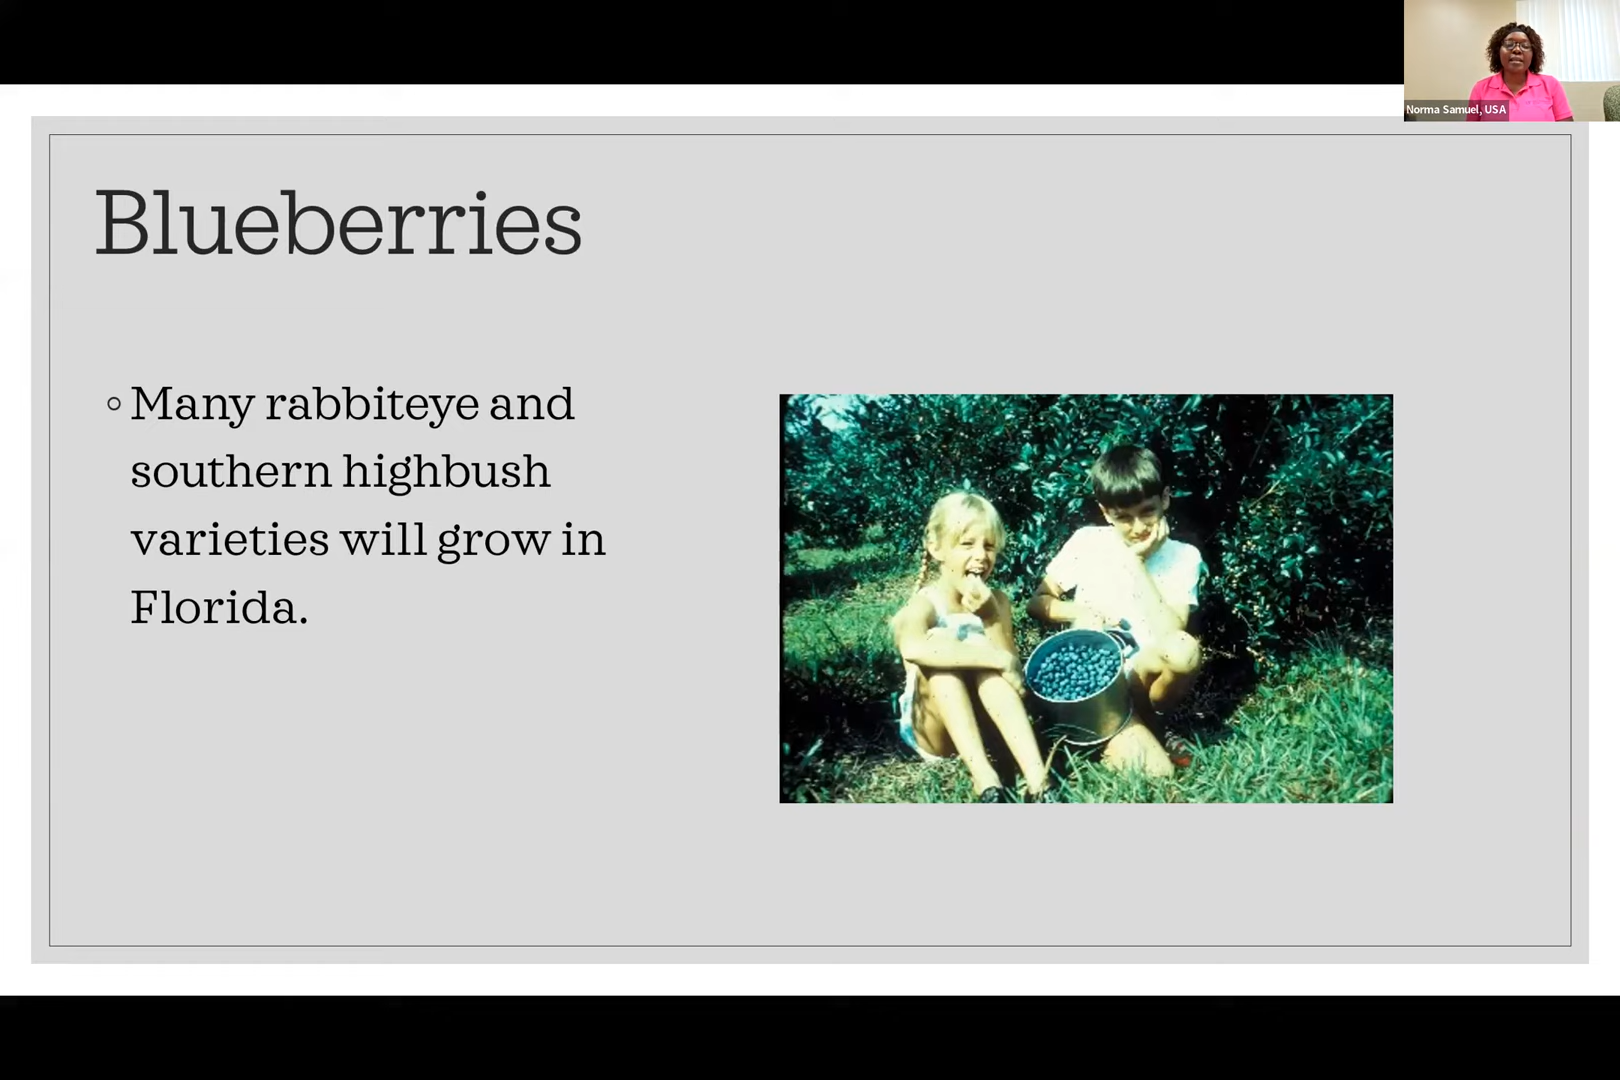 Norma Samuel, USA
Blueberries
◦ Many rabbiteye and
southern highbush
varieties will grow in
Florida.